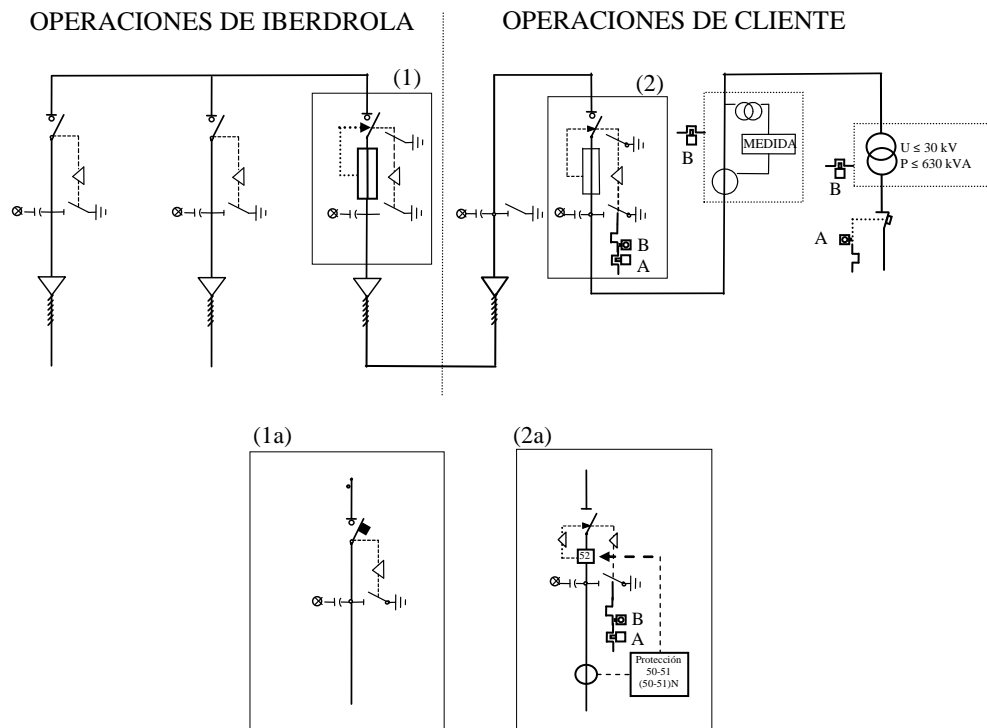 OPERACIONES DE IBERDROLA
OPERACIONES DE CLIENTE
(1)
(2)
B
MEDIDA
B
U ≤ 30 kV
P ≤ 630 kVA
A
B
A
(1a)
(2a)
52
B
A
Protección
50-51
(50-51)N